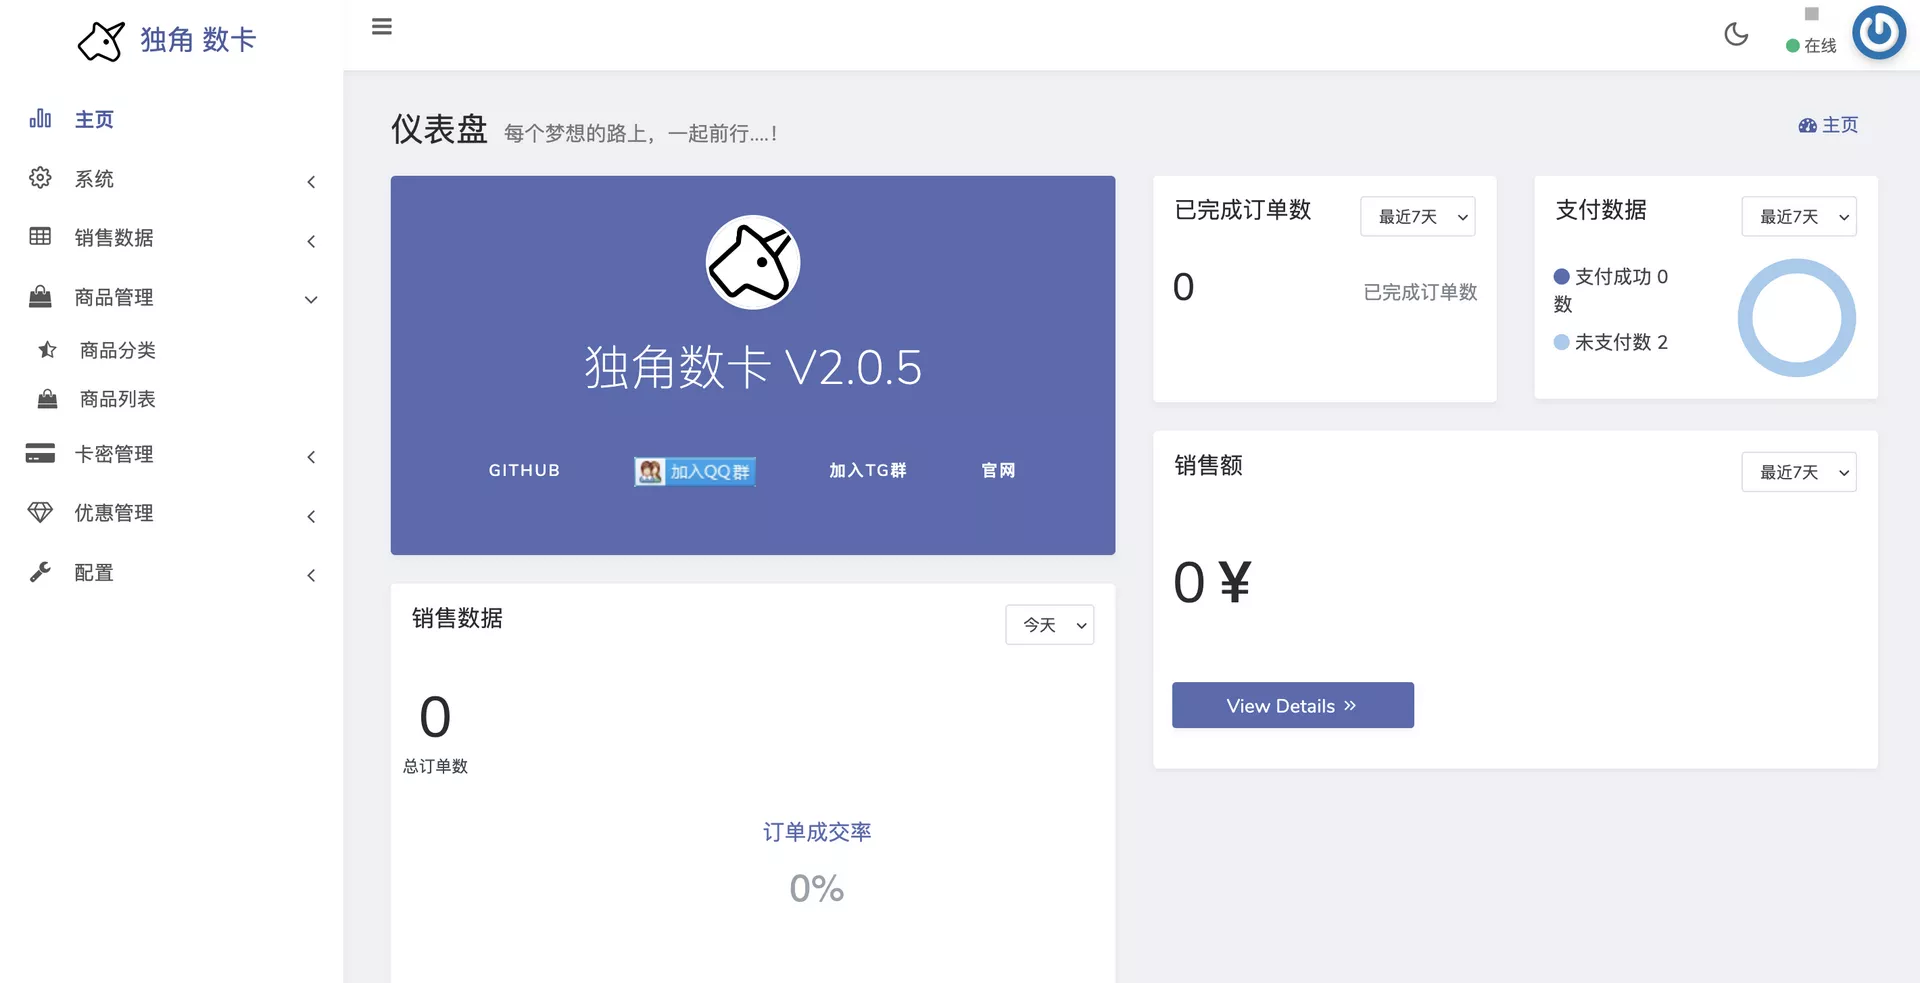 独角 数卡
在线
主页
系统
销售数据
商品管理
商品分类
商品列表
卡密管理
优惠管理
配置
仪表盘 每个梦想的路上，一起前行....！
主页
独角数卡 V2.0.5
GITHUB
加入QQ群
加入TG群
官网
已完成订单数
最近7天
0
已完成订单数
支付数据
最近7天
支付成功 0
数
未支付数 2
销售额
最近7天
0 ¥
View Details »
销售数据
今天
0
总订单数
订单成交率
0%